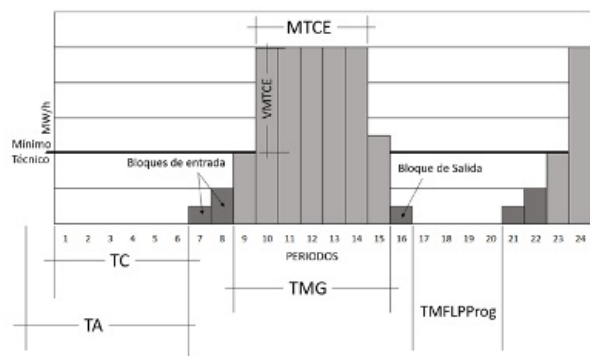 MTCE
MW/h
VMTCE
Mínimo
Técnico
Bloques de entrada
Bloque de Salida
1 2 3 4 5 6 7 8 9 10 11 12 13 14 15 16 17 18 19 20 21 22 23 24
PERIODOS
TC
TMG
TMFLPProg
TA